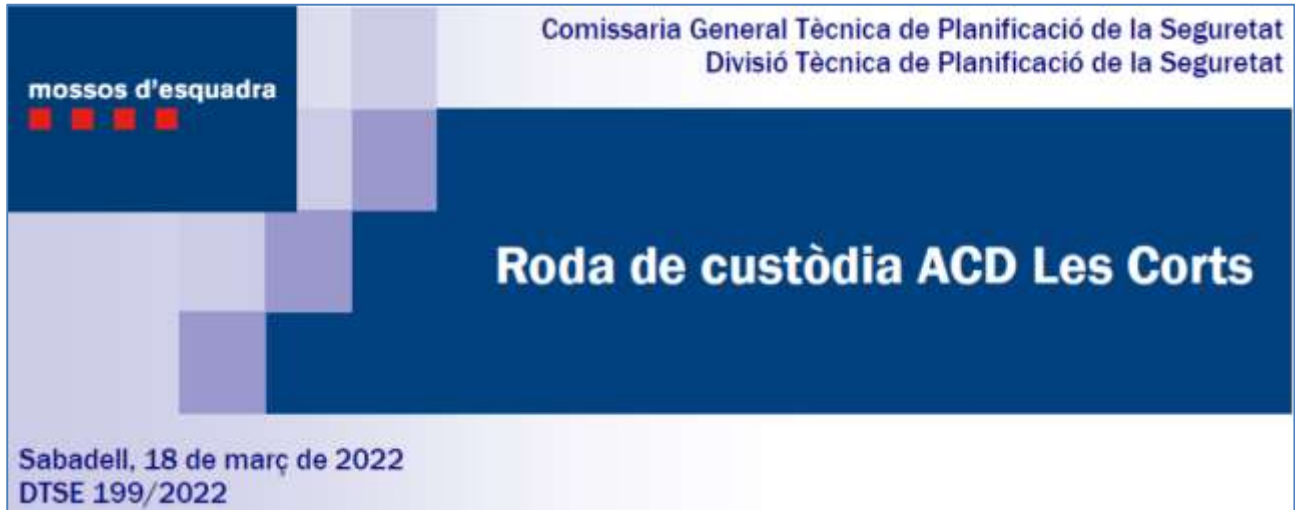 Comissaria General Tècnica de Planificació de la Seguretat
Divisió Tècnica de Planificació de la Seguretat
mossos d'esquadra
Roda de custòdia ACD Les Corts
Sabadell, 18 de març de 2022
DTSE 199/2022